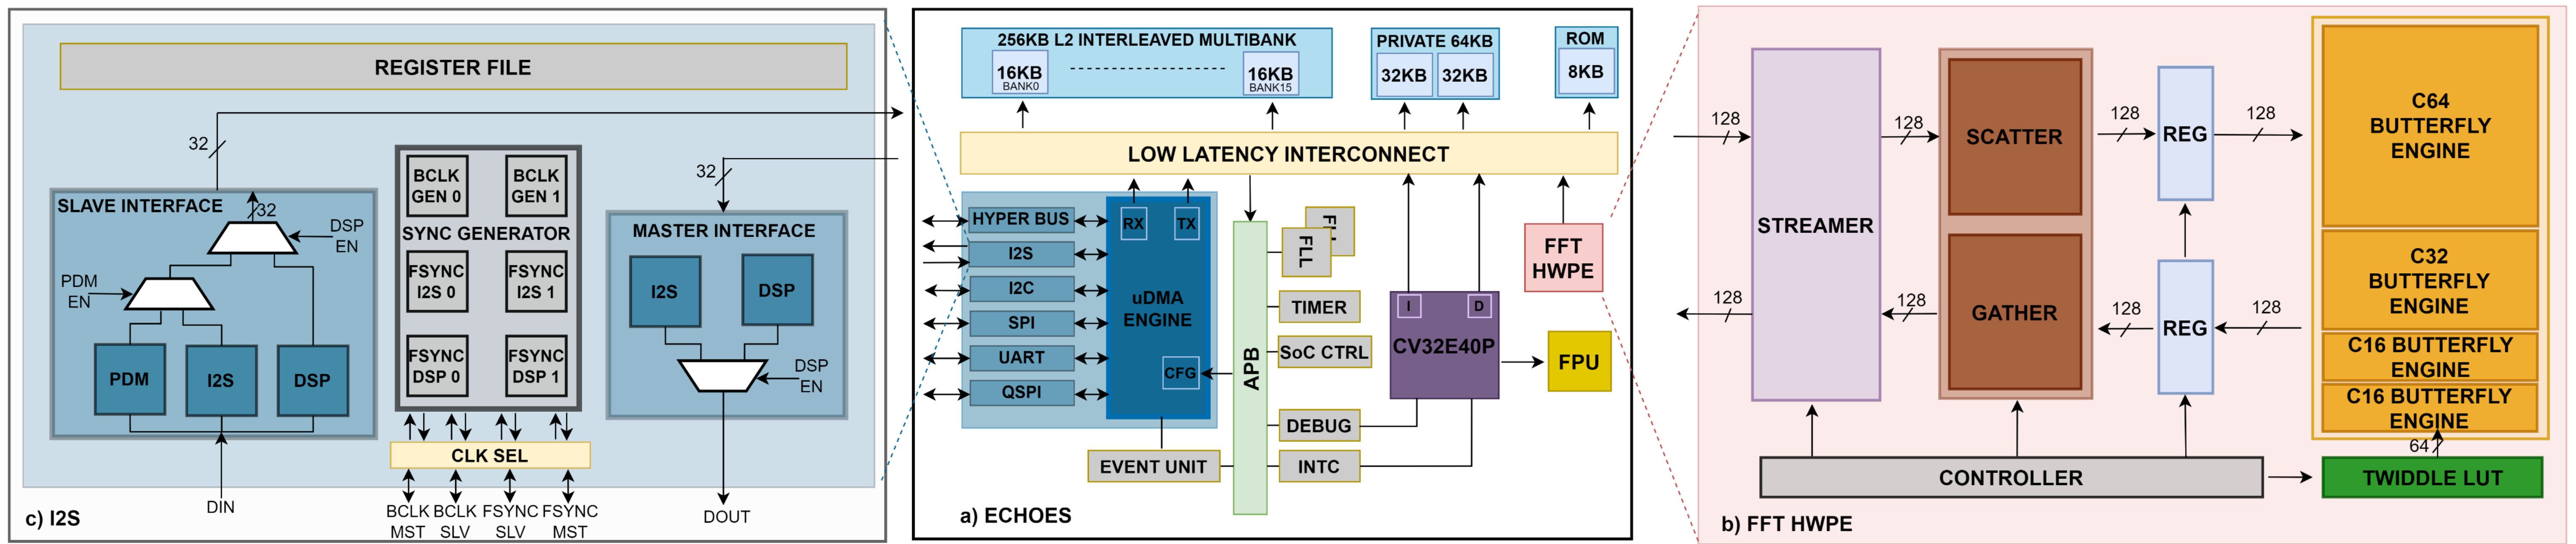 REGISTER FILE
32
SLAVE INTERFACE
32
DSP
EN
PDM
EN
PDM
I2S
DSP
DIN
BCLK
GEN 0
BCLK
GEN 1
SYNC GENERATOR
FSYNC
I2S 0
FSYNC
I2S 1
FSYNC
DSP 0
FSYNC
DSP 1
CLK SEL
BCLK
MST
BCLK
SLV
FSYNC
SLV
FSYNC
MST
32
MASTER INTERFACE
I2S
DSP
DSP
EN
DOUT
c) I2S
256KB L2 INTERLEAVED MULTIBANK
16KB
BANK0
16KB
BANK15
PRIVATE 64KB
32KB
32KB
ROM
8KB
LOW LATENCY INTERCONNECT
HYPER BUS
I2S
I2C
SPI
UART
QSPI
RX
TX
uDMA
ENGINE
CFG
EVENT UNIT
APB
FLL
FLL
TIMER
SoC CTRL
DEBUG
INTC
I
D
CV32E40P
FPU
FFT
HWPE
a) ECHOES
128
128
STREAMER
128
128
SCATTER
GATHER
128
128
REG
REG
128
128
C64
BUTTERFLY
ENGINE
C32
BUTTERFLY
ENGINE
C16 BUTTERFLY
ENGINE
C16 BUTTERFLY
ENGINE
64
CONTROLLER
TWIDDLE LUT
b) FFT HWPE